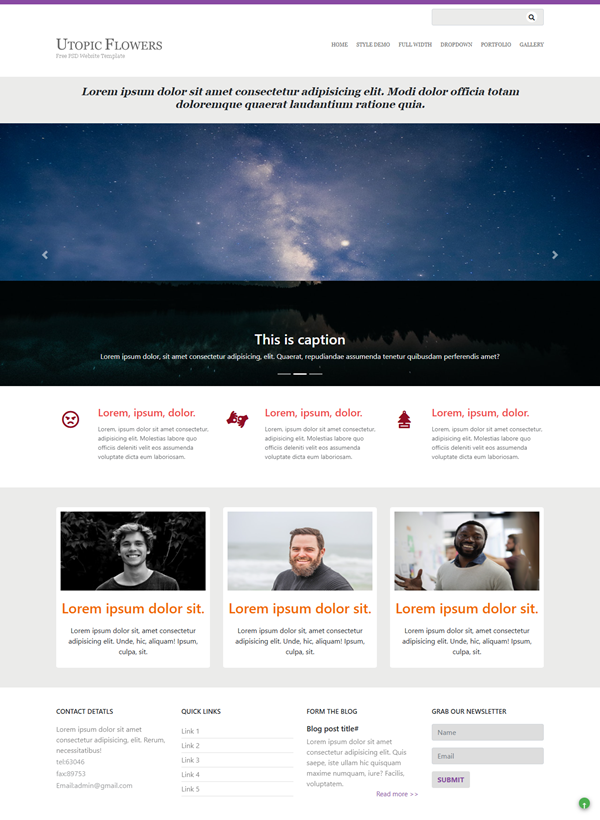 UTOPIC FLOWERS
Free PSD Website Template
HOME STYLE DEMO FULL WIDTH DROPDOWN PORTFOLIO GALLERY
Lorem ipsum dolor sit amet consectetur adipisicing elit. Modi dolor officia totam
doloremque quaerat laudantium ratione quia.
This is caption
Lorem ipsum dolor, sit amet consectetur adipisicing, elit. Quaerat, repudiandae assumenda tenetur quibusdam perferendis amet?
Lorem, ipsum, dolor.
Lorem, ipsum dolor sit amet consectetur,
adipisicing elit. Molestias labore quo
officiis deleniti velit eos assumenda
voluptate dicta eum laboriosam.
Lorem, ipsum, dolor.
Lorem, ipsum dolor sit amet consectetur,
adipisicing elit. Molestias labore quo
officiis deleniti velit eos assumenda
voluptate dicta eum laboriosam.
Lorem, ipsum, dolor.
Lorem, ipsum dolor sit amet consectetur,
adipisicing elit. Molestias labore quo
officiis deleniti velit eos assumenda
voluptate dicta eum laboriosam.
Lorem ipsum dolor sit.
Lorem ipsum dolor sit, amet consectetur
adipisicing elit. Unde, hic, aliquam! Ipsum,
culpa, sit.
Lorem ipsum dolor sit.
Lorem ipsum dolor sit, amet consectetur
adipisicing elit. Unde, hic, aliquam! Ipsum,
culpa, sit.
Lorem ipsum dolor sit.
Lorem ipsum dolor sit, amet consectetur
adipisicing elit. Unde, hic, aliquam! Ipsum,
culpa, sit.
CONTACT DETATLS
Lorem ipsum dolor sit amet
consectetur adipisicing, elit. Rerum,
necessitatibus!
tel:63046
fax:89753
Email:admin@gmail.com
QUICK LINKS
Link 1
Link 2
Link 3
Link 4
Link 5
FORM THE BLOG
Blog post title#
Lorem ipsum dolor sit amet,
consectetur adipisicing elit. Quis
saepe, iste ullam hic quisquam
maxime numquam, iure? Facilis,
voluptatem.
Read more >>
GRAB OUR NEWSLETTER
Name
Email
SUBMIT